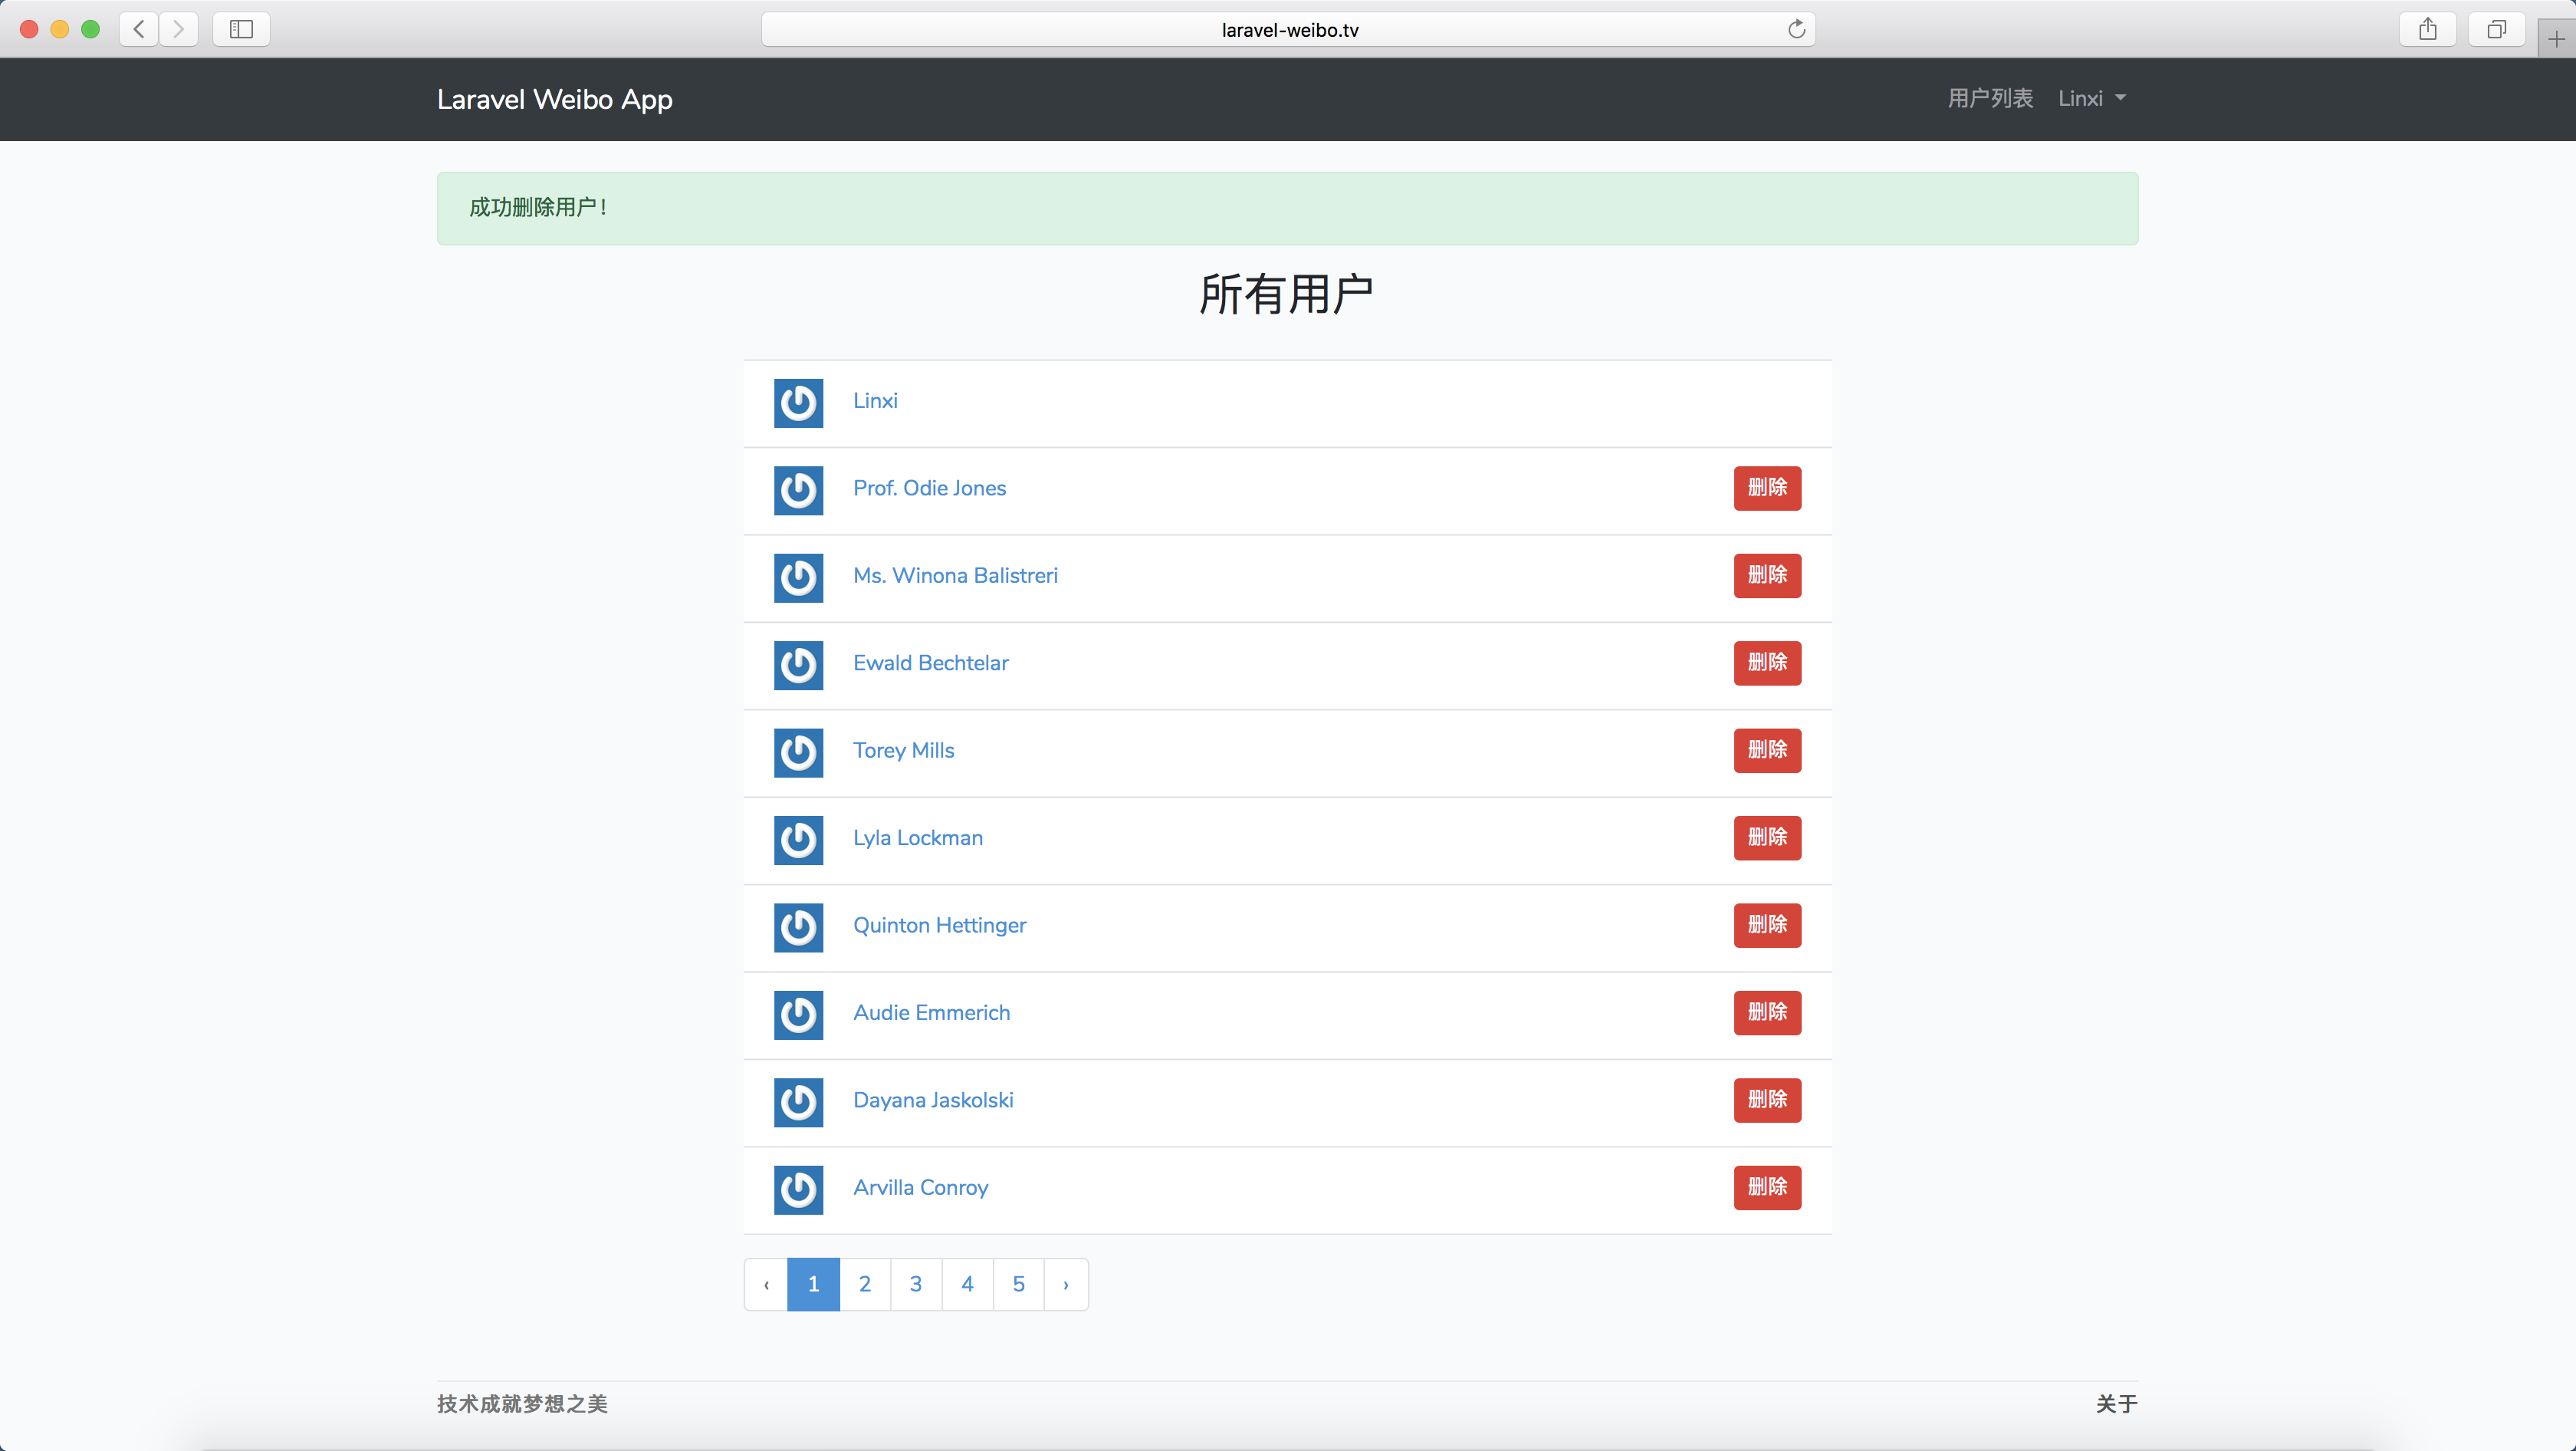 laravel-weibo.tv
Laravel Weibo App 用户列表 Linxi
成功删除用户！
所有用户
Linxi
Prof. Odie Jones 删除
Ms. Winona Balistreri 删除
Ewald Bechtelar 删除
Torey Mills 删除
Lyla Lockman 删除
Quinton Hettinger 删除
Audie Emmerich 删除
Dayana Jaskolski 删除
Arvilla Conroy 删除
‹ 1 2 3 4 5 ›
技术成就梦想之美 关于